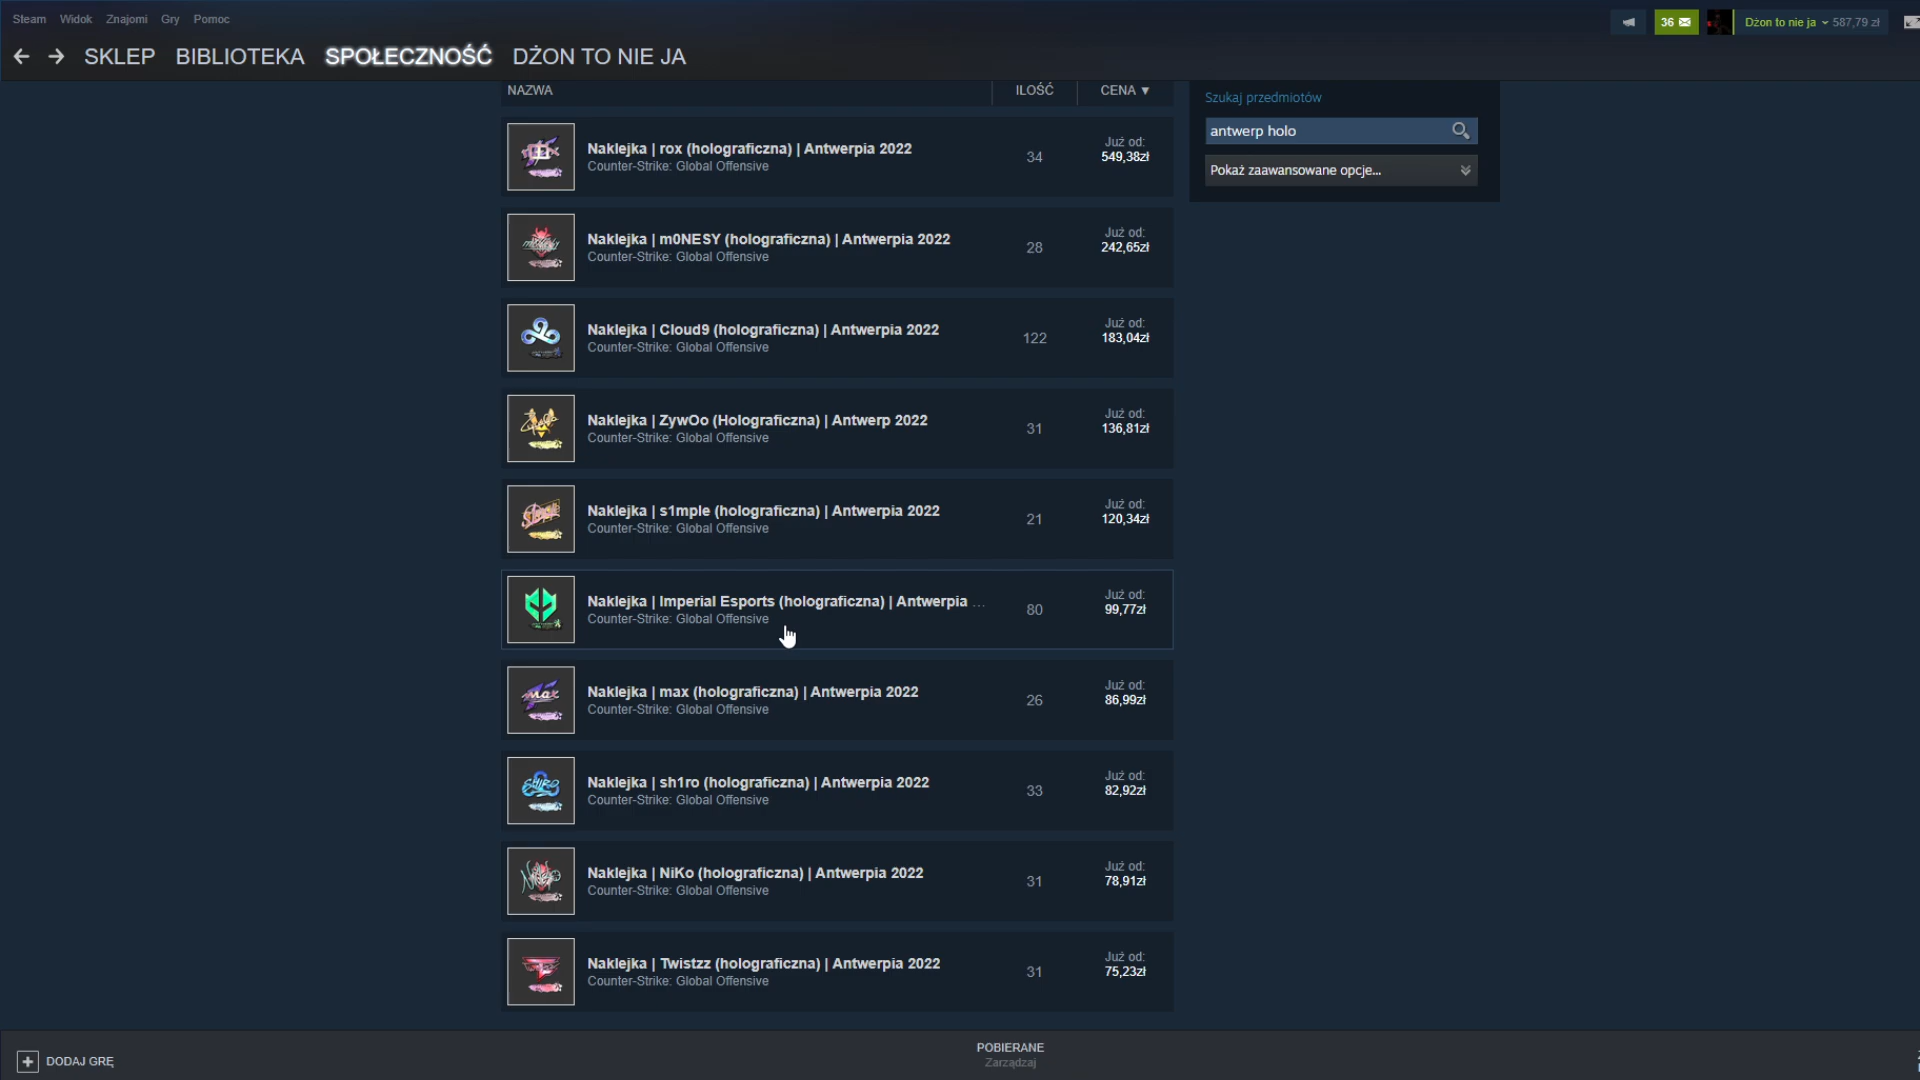 Steam Widok Znajomi Gry Pomoc
36 Dżon to nie ja 587,79 zł
SKLEP BIBLIOTEKA SPOŁECZNOŚĆ DŻON TO NIE JA
NAZWA ILOŚĆ CENA ▼
Naklejka | rox (holograficzna) | Antwerpia 2022
Counter-Strike: Global Offensive
34
Już od:
549,38zł
Naklejka | m0NESY (holograficzna) | Antwerpia 2022
Counter-Strike: Global Offensive
28
Już od:
242,65zł
Naklejka | Cloud9 (holograficzna) | Antwerpia 2022
Counter-Strike: Global Offensive
122
Już od:
183,04zł
Naklejka | ZywOo (Holograficzna) | Antwerp 2022
Counter-Strike: Global Offensive
31
Już od:
136,81zł
Naklejka | s1mple (holograficzna) | Antwerpia 2022
Counter-Strike: Global Offensive
21
Już od:
120,34zł
Naklejka | Imperial Esports (holograficzna) | Antwerpia ...
Counter-Strike: Global Offensive
80
Już od:
99,77zł
Naklejka | max (holograficzna) | Antwerpia 2022
Counter-Strike: Global Offensive
26
Już od:
86,99zł
Naklejka | sh1ro (holograficzna) | Antwerpia 2022
Counter-Strike: Global Offensive
33
Już od:
82,92zł
Naklejka | NiKo (holograficzna) | Antwerpia 2022
Counter-Strike: Global Offensive
31
Już od:
78,91zł
Naklejka | Twistzz (holograficzna) | Antwerpia 2022
Counter-Strike: Global Offensive
31
Już od:
75,23zł
Szukaj przedmiotów
antwerp holo
Pokaż zaawansowane opcje...
DODAJ GRĘ
POBIERANE
Zarządzaj